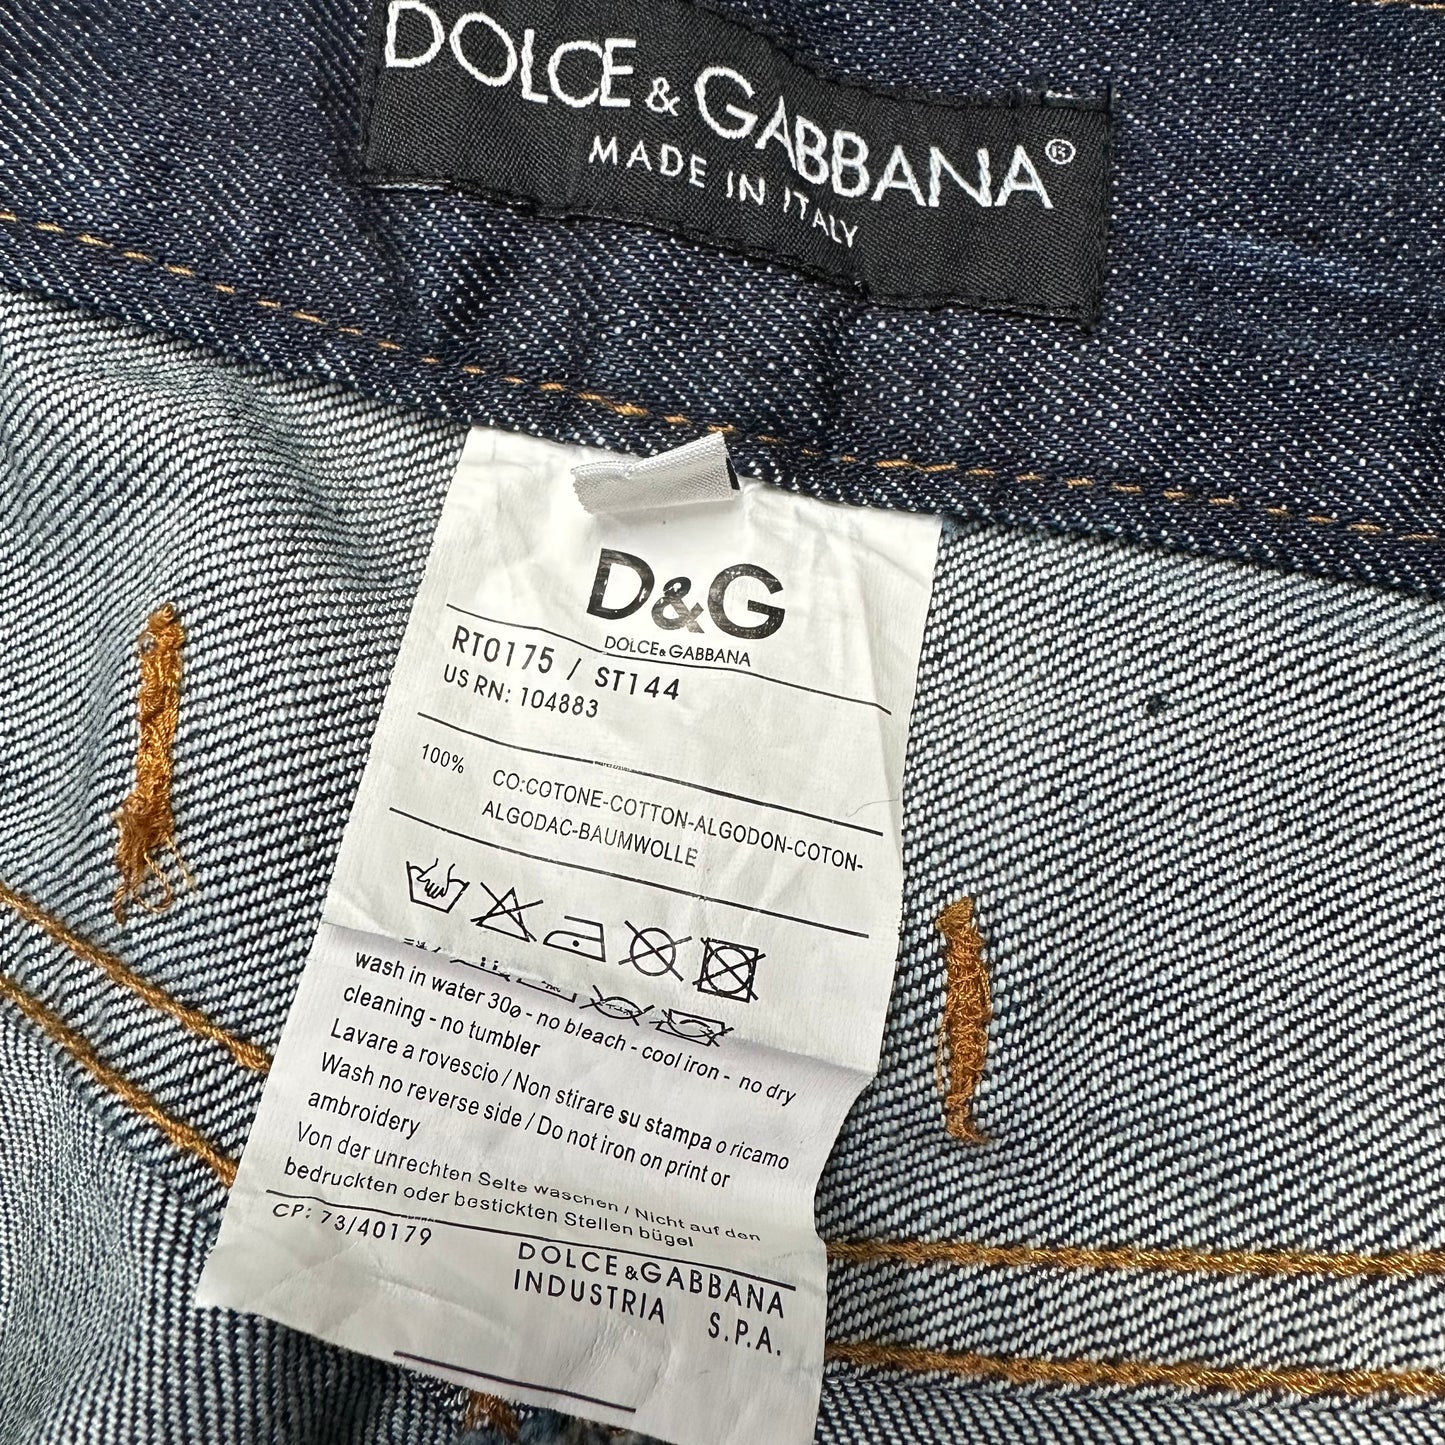 DOLCE & GABBANA®
MADE IN ITALY
D&G
DOLCE&GABBANA
RT0175 / ST144
US RN: 104883
100% CO:COTONE-COTTON-ALGODON-COTON-
ALGODAC-BAUMWOLLE
wash in water 30ø - no bleach - cool iron - no dry
cleaning - no tumbler
Lavare a rovescio / Non stirare su stampa o ricamo
Wash no reverse side / Do not iron on print or
ambroidery
Von der unrechten Selte waschen / Nicht auf den
bedruckten oder bestickten Stellen bügel
CP: 73/40179
DOLCE &GABBANA
INDUSTRIA S.P.A.